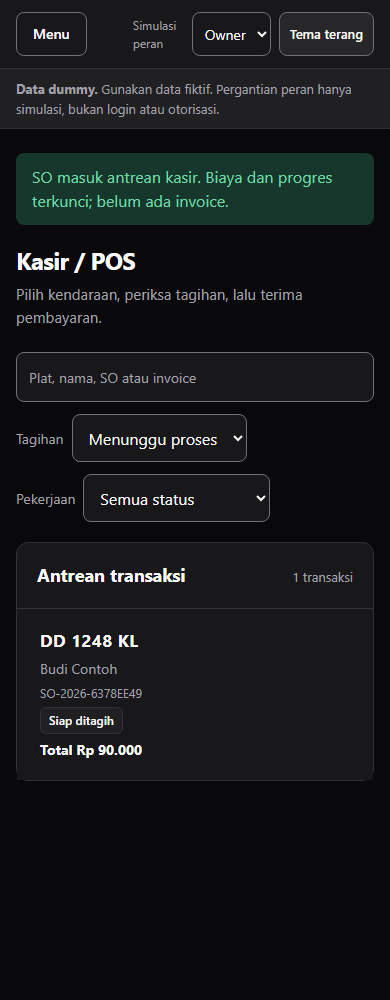 Menu
Simulasi
peran
Owner
Tema terang
Data dummy. Gunakan data fiktif. Pergantian peran hanya
simulasi, bukan login atau otorisasi.
SO masuk antrean kasir. Biaya dan progres
terkunci; belum ada invoice.
Kasir / POS
Pilih kendaraan, periksa tagihan, lalu terima
pembayaran.
Plat, nama, SO atau invoice
Tagihan
Menunggu proses
Pekerjaan
Semua status
Antrean transaksi
1 transaksi
DD 1248 KL
Budi Contoh
SO-2026-6378EE49
Siap ditagih
Total Rp 90.000